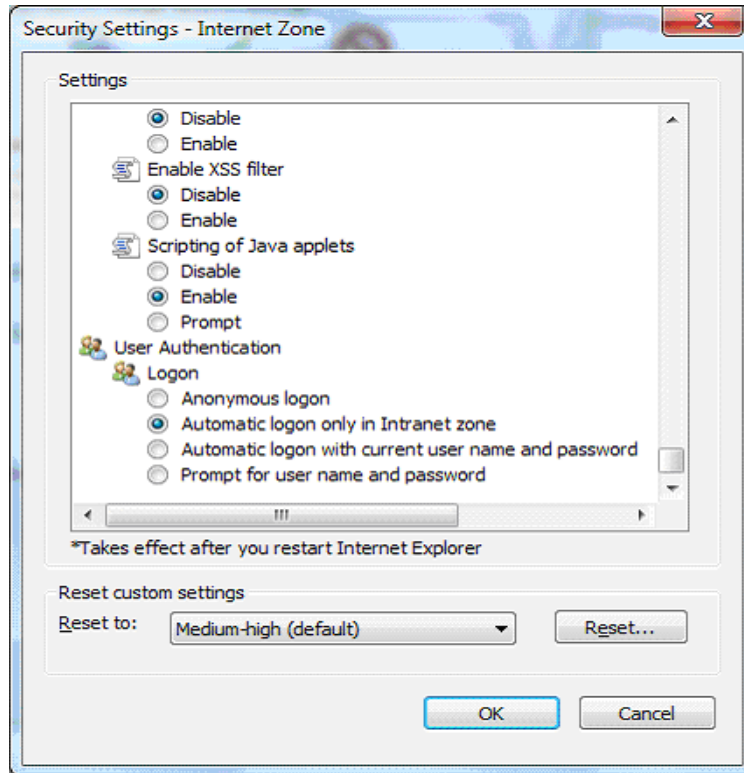 Security Settings - Internet Zone
Settings
Disable
Enable
Enable XSS filter
Disable
Enable
Scripting of Java applets
Disable
Enable
Prompt
User Authentication
Logon
Anonymous logon
Automatic logon only in Intranet zone
Automatic logon with current user name and password
Prompt for user name and password
*Takes effect after you restart Internet Explorer
Reset custom settings
Reset to: Medium-high (default) Reset...
OK Cancel